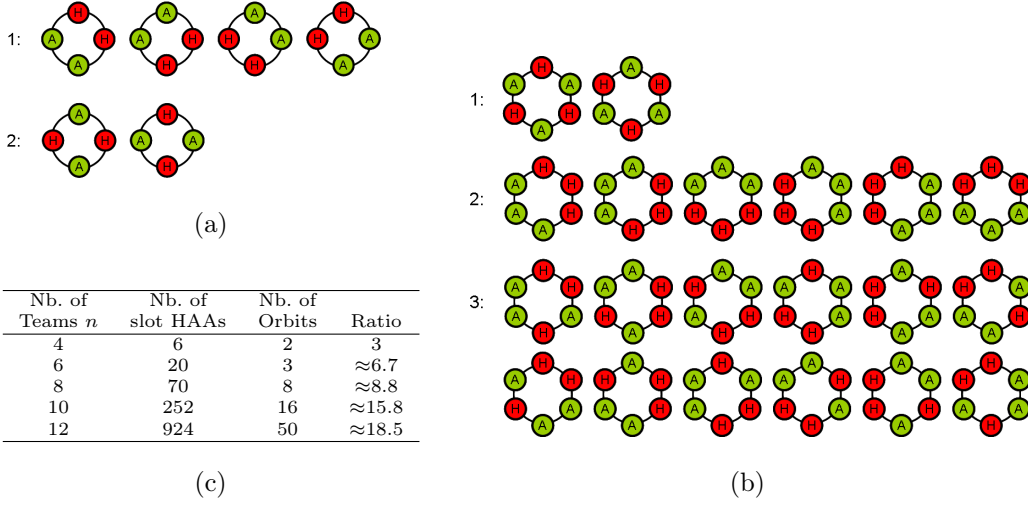 H A A H
1: A H A H H A H A
A H H A
A H
2: H H A A
A H
(a)
Nb. of Nb. of Nb. of
Teams n slot HAAs Orbits Ratio
4 6 2 3
6 20 3 ≈6.7
8 70 8 ≈8.8
10 252 16 ≈15.8
12 924 50 ≈18.5
(c)
H A
1: A A H H
H H A A
A H
H A A A H H
2: A H A H A A H A H A H H
A H A H H H H A H A A A
A H H H A A
H A A H A H
3: A H A H H A A A H H H A
A A H H A H H A H A A H
H A H H A A
H A H A A H
A H H H A A A H H A H A
H A A H A H H A H H A A
A A H H A H
(b)